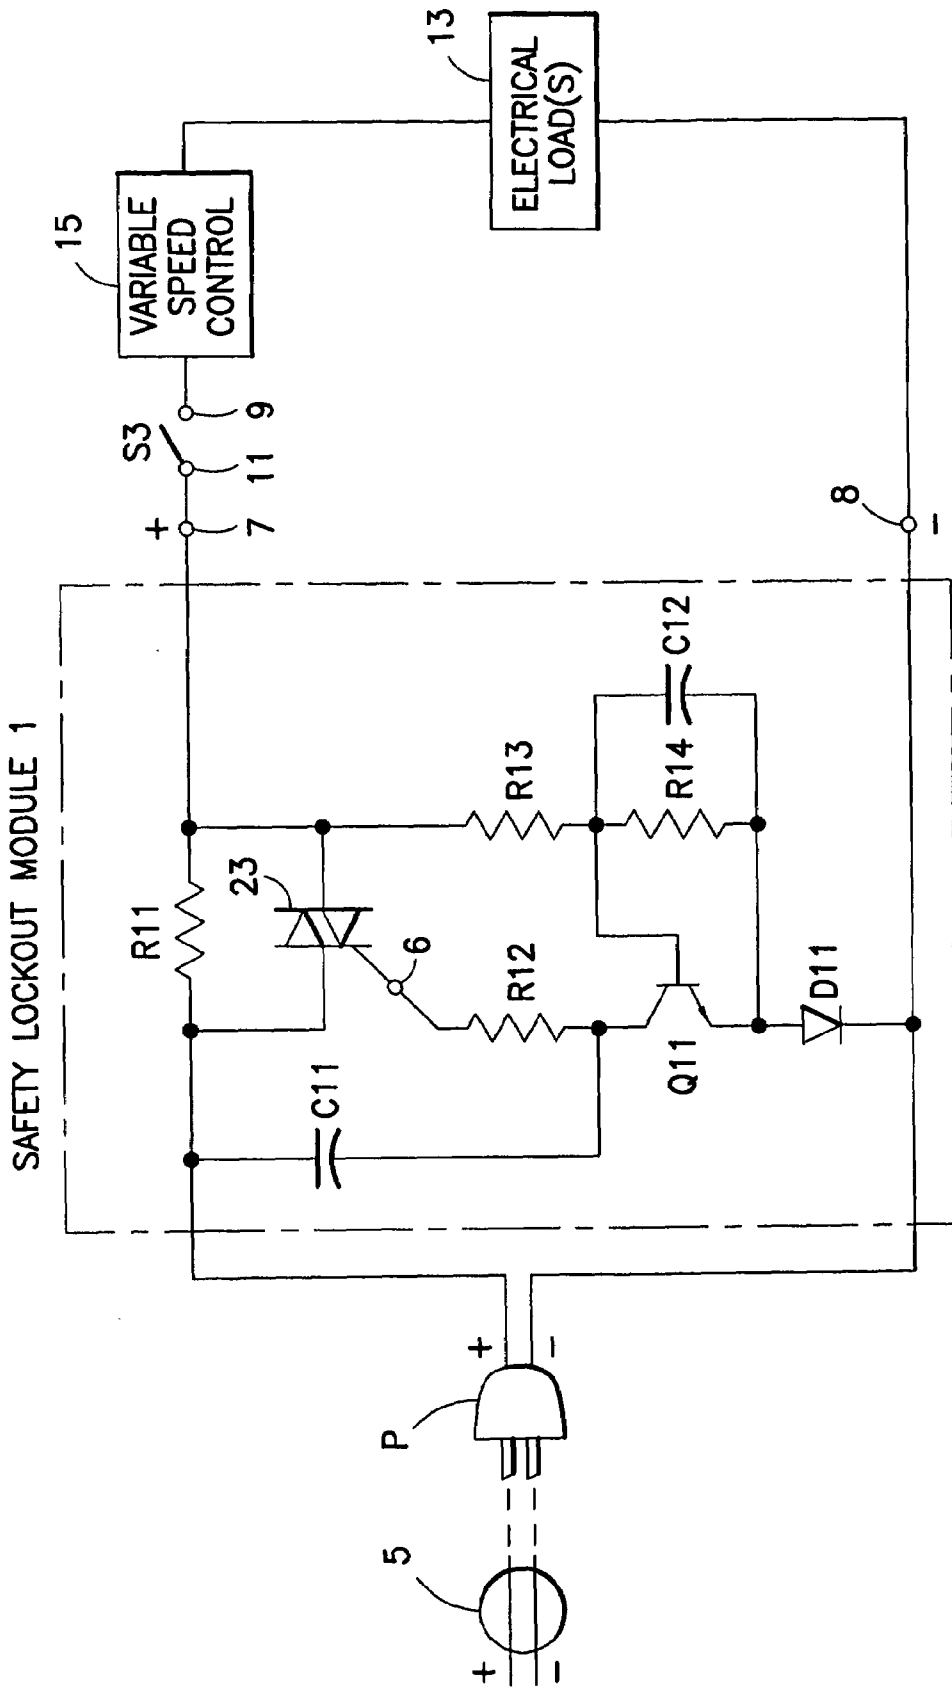 SAFETY LOCKOUT MODULE 1
R11
23
C11
6
R12
R13
R14
C12
Q11
D11
+
7
S3
11
9
15
VARIABLE
SPEED
CONTROL
13
ELECTRICAL
LOAD(S)
8
−
P
+
−
5
+
−